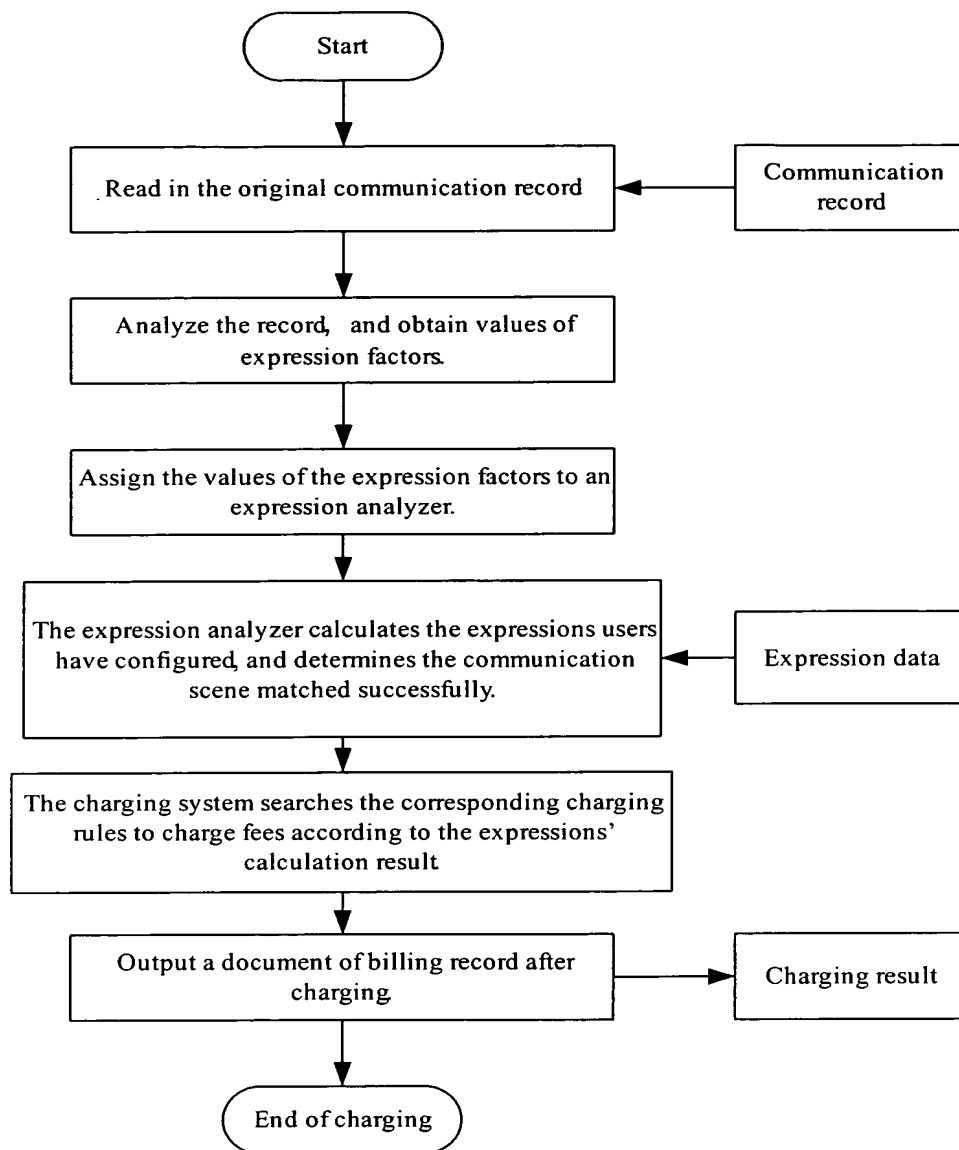 Start
Read in the original communication record
Communication
record
Analyze the record, and obtain values of
expression factors.
Assign the values of the expression factors to an
expression analyzer.
The expression analyzer calculates the expressions users
have configured, and determines the communication
scene matched successfully.
Expression data
The charging system searches the corresponding charging
rules to charge fees according to the expressions’
calculation result
Output a document of billing record after
charging.
Charging result
End of charging